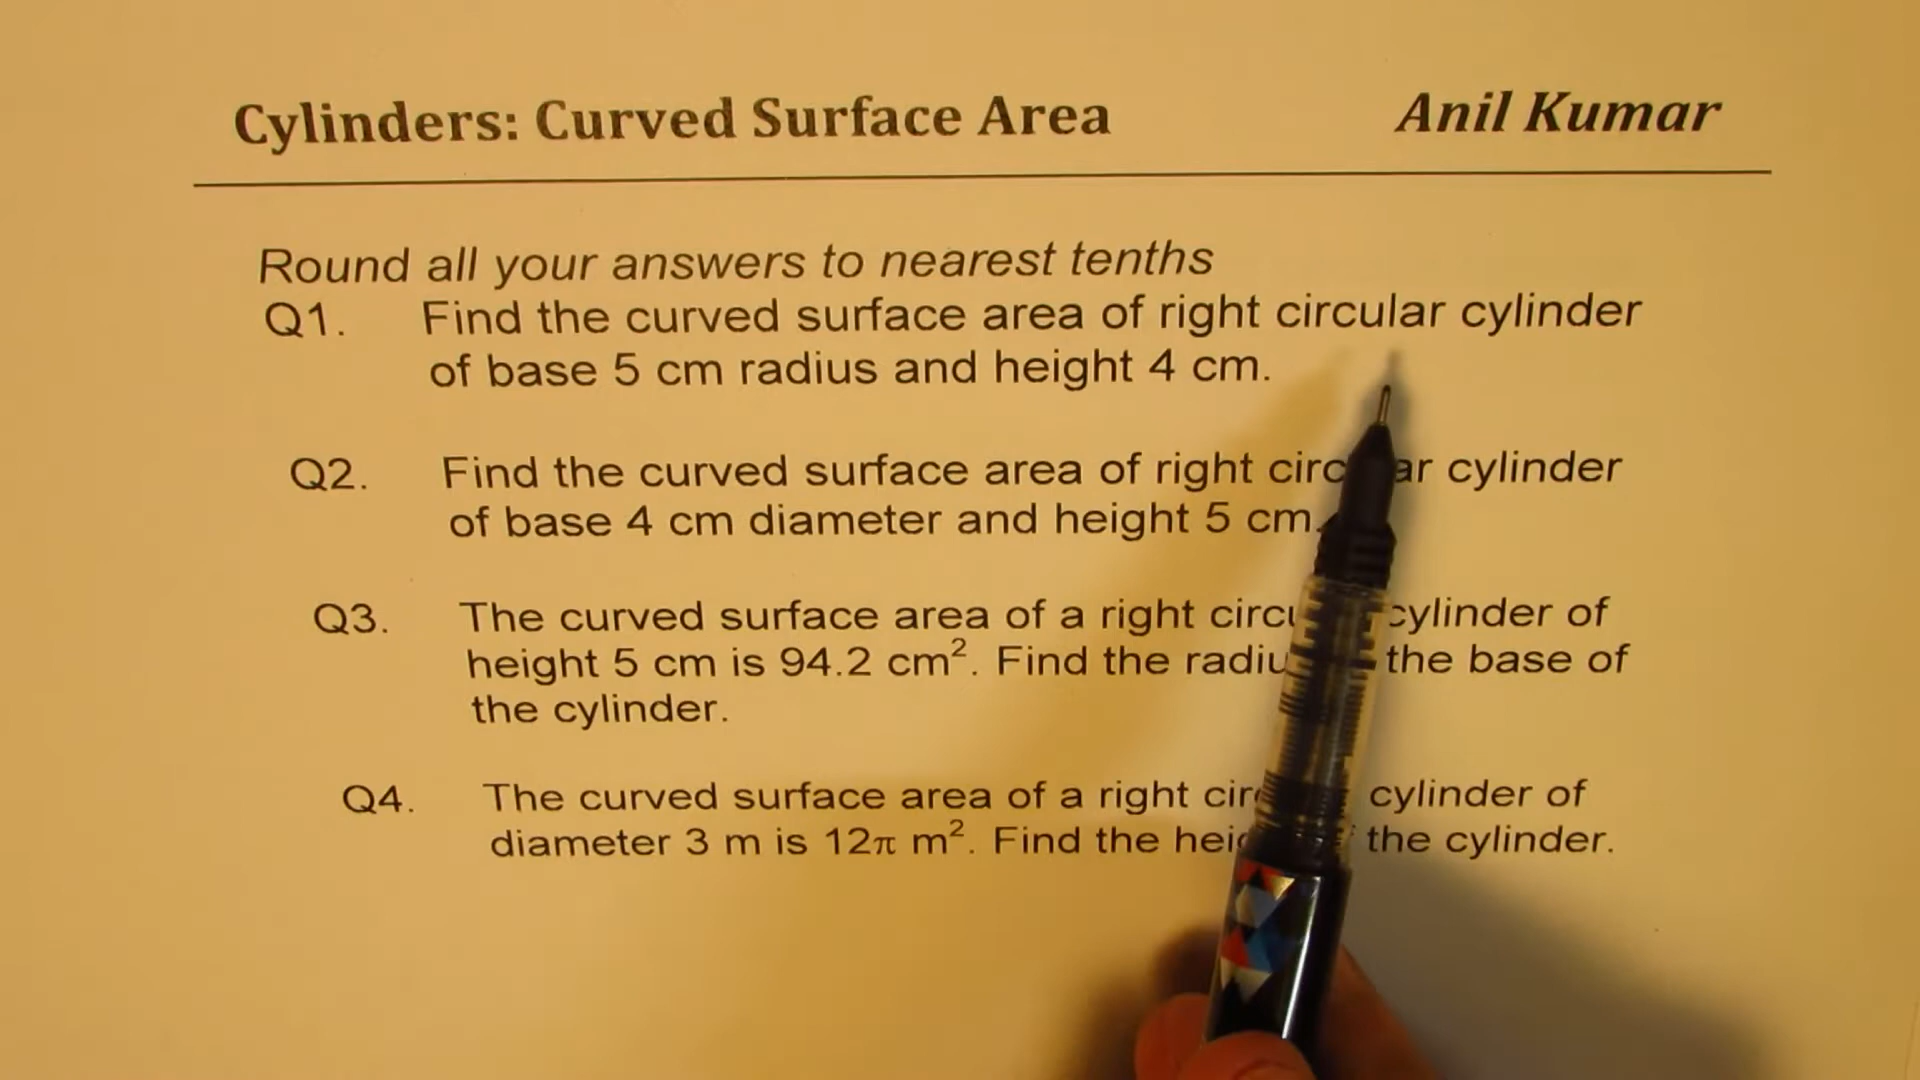 Cylinders: Curved Surface Area Anil Kumar
Round all your answers to nearest tenths
Q1. Find the curved surface area of right circular cylinder
of base 5 cm radius and height 4 cm.
Q2. Find the curved surface area of right circ ar cylinder
of base 4 cm diameter and height 5 cm.
Q3. The curved surface area of a right circu cylinder of
height 5 cm is 94.2 cm². Find the radiu the base of
the cylinder.
Q4. The curved surface area of a right circ cylinder of
diameter 3 m is 12π m². Find the heig f the cylinder.